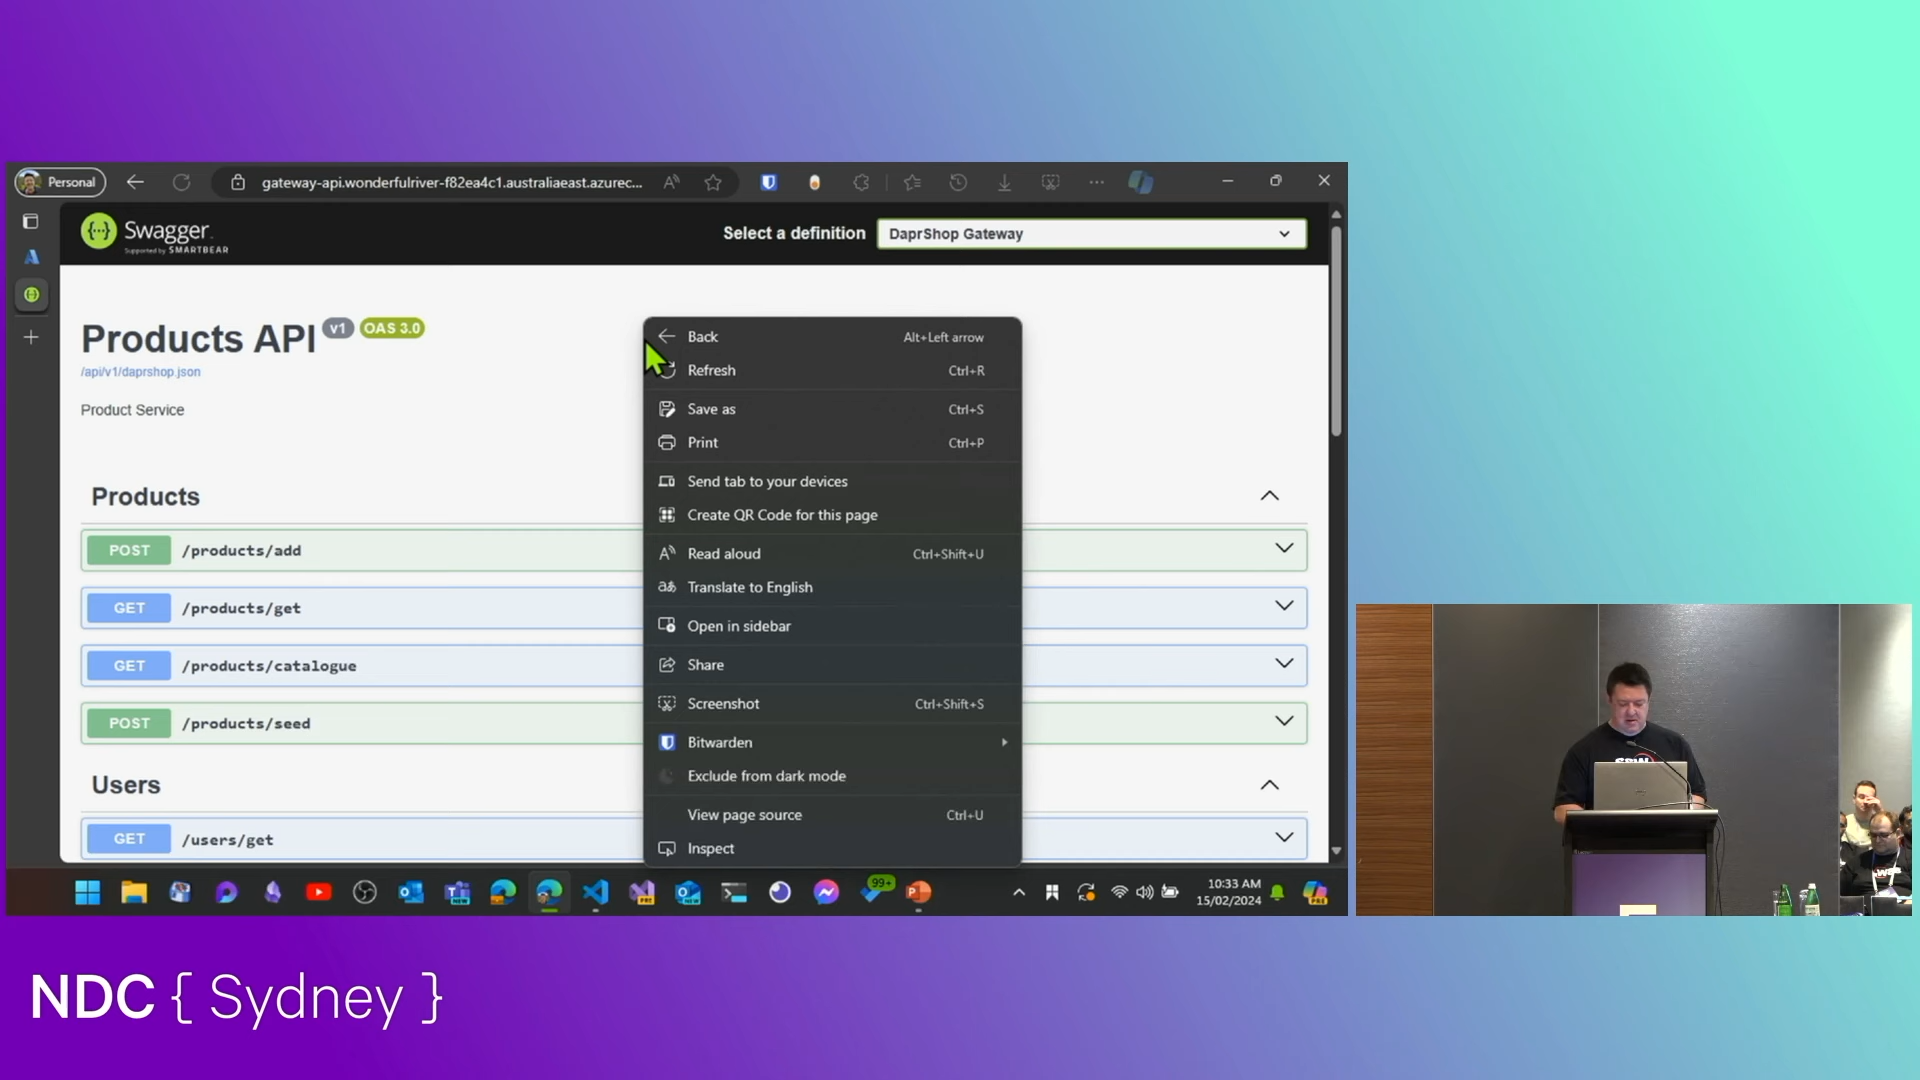 Personal
gateway-api.wonderfulriver-f82ea4c1.australiaeast.azurec...
Swagger
Supported by SMARTBEAR
Select a definition
DaprShop Gateway
Products API v1 OAS 3.0
/api/v1/daprshop.json
Product Service
Products
POST /products/add
GET /products/get
GET /products/catalogue
POST /products/seed
Users
GET /users/get
Back Alt+Left arrow
Refresh Ctrl+R
Save as Ctrl+S
Print Ctrl+P
Send tab to your devices
Create QR Code for this page
Read aloud Ctrl+Shift+U
Translate to English
Open in sidebar
Share
Screenshot Ctrl+Shift+S
Bitwarden
Exclude from dark mode
View page source Ctrl+U
Inspect
99+
10:33 AM
15/02/2024
NDC { Sydney }